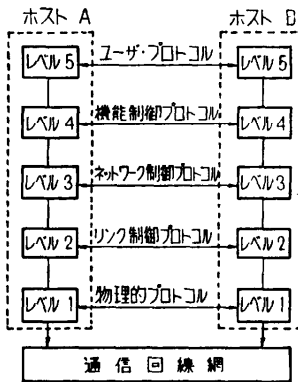 ホスト A ホスト B
レベル 5 ユーザ・プロトコル レベル 5
レベル 4 機能制御プロトコル レベル 4
レベル 3 ネットワーク制御プロトコル レベル 3
レベル 2 リンク制御プロトコル レベル 2
レベル 1 物理的プロトコル レベル 1
通信回線網